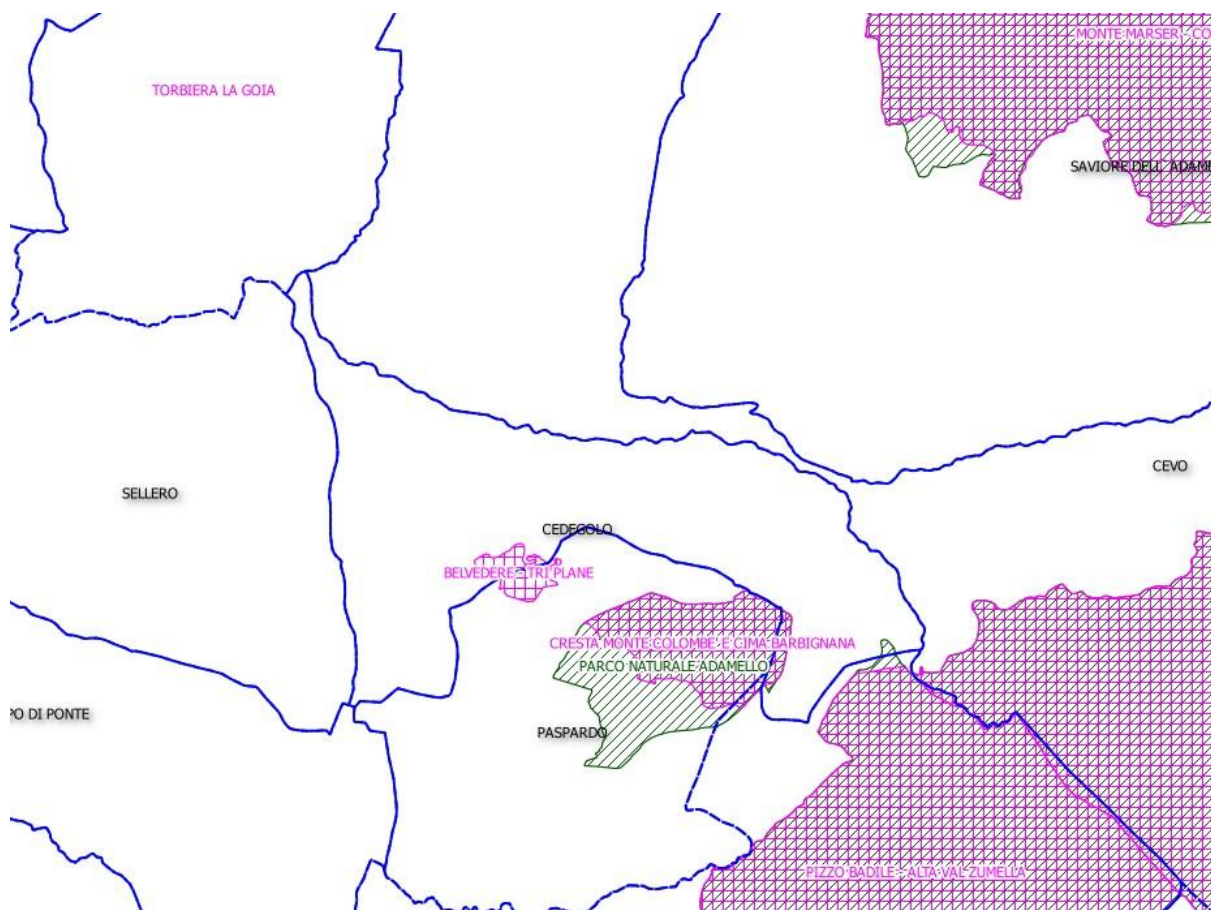 MONTE MARSER - CO
TORBIERA LA GOIA
SAVIORE DELL ADAME
CEVO
SELLERO
CEDEGOLO
BELVEDERE - TRI PLANE
CRESTA MONTE COLOMBE' E CIMA BARBIGNANA
PARCO NATURALE ADAMELLO
PO DI PONTE
PASPARDO
PIZZO BADILE - ALTA VAL ZUMELLA